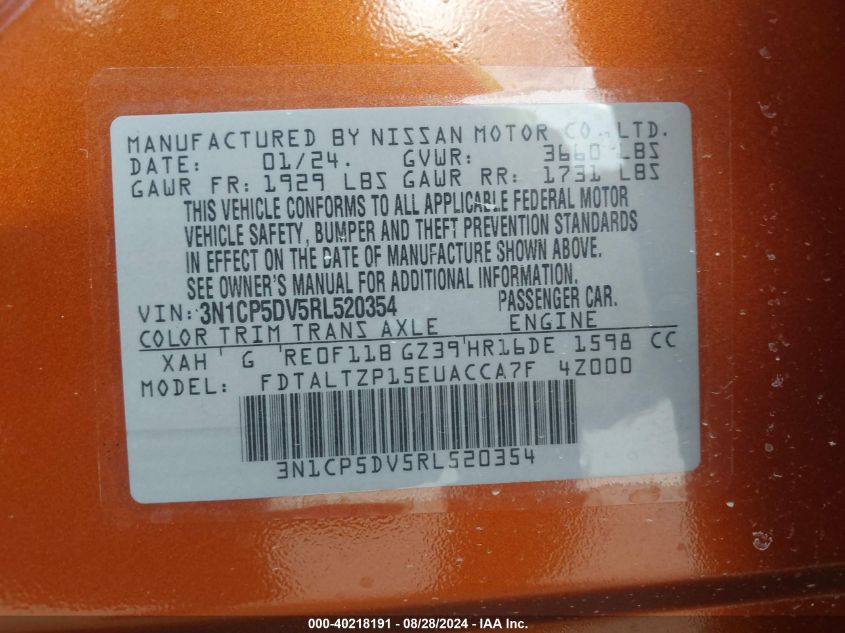 MANUFACTURED BY NISSAN MOTOR CO., LTD.
DATE: 01/24. GVWR: 3660 LBS
GAWR FR: 1929 LBS GAWR RR: 1731 LBS
THIS VEHICLE CONFORMS TO ALL APPLICABLE FEDERAL MOTOR
VEHICLE SAFETY, BUMPER AND THEFT PREVENTION STANDARDS
IN EFFECT ON THE DATE OF MANUFACTURE SHOWN ABOVE.
SEE OWNER'S MANUAL FOR ADDITIONAL INFORMATION.
VIN: 3N1CP5DV5RL520354 PASSENGER CAR.
COLOR TRIM TRANS AXLE ENGINE
XAH G RE0F11B GZ39 HR16DE 1598 CC
MODEL: FDTALTZP15EUACCA7F 4Z000
3N1CP5DV5RL520354
000-40218191 - 08/28/2024 - IAA Inc.